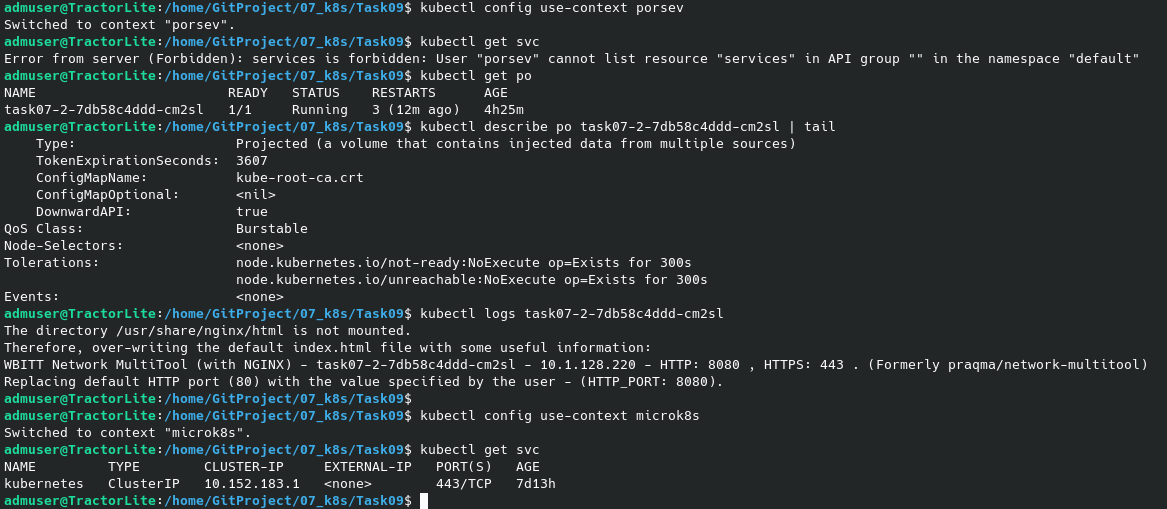 admuser@TractorLite:/home/GitProject/07_k8s/Task09$ kubectl config use-context porsev
Switched to context "porsev".
admuser@TractorLite:/home/GitProject/07_k8s/Task09$ kubectl get svc
Error from server (Forbidden): services is forbidden: User "porsev" cannot list resource "services" in API group "" in the namespace "default"
admuser@TractorLite:/home/GitProject/07_k8s/Task09$ kubectl get po
NAME                        READY   STATUS    RESTARTS      AGE
task07-2-7db58c4ddd-cm2sl   1/1     Running   3 (12m ago)   4h25m
admuser@TractorLite:/home/GitProject/07_k8s/Task09$ kubectl describe po task07-2-7db58c4ddd-cm2sl | tail
    Type:                    Projected (a volume that contains injected data from multiple sources)
    TokenExpirationSeconds:  3607
    ConfigMapName:           kube-root-ca.crt
    ConfigMapOptional:       <nil>
    DownwardAPI:             true
QoS Class:                   Burstable
Node-Selectors:              <none>
Tolerations:                 node.kubernetes.io/not-ready:NoExecute op=Exists for 300s
                             node.kubernetes.io/unreachable:NoExecute op=Exists for 300s
Events:                      <none>
admuser@TractorLite:/home/GitProject/07_k8s/Task09$ kubectl logs task07-2-7db58c4ddd-cm2sl
The directory /usr/share/nginx/html is not mounted.
Therefore, over-writing the default index.html file with some useful information:
WBITT Network MultiTool (with NGINX) - task07-2-7db58c4ddd-cm2sl - 10.1.128.220 - HTTP: 8080 , HTTPS: 443 . (Formerly praqma/network-multitool)
Replacing default HTTP port (80) with the value specified by the user - (HTTP_PORT: 8080).
admuser@TractorLite:/home/GitProject/07_k8s/Task09$
admuser@TractorLite:/home/GitProject/07_k8s/Task09$ kubectl config use-context microk8s
Switched to context "microk8s".
admuser@TractorLite:/home/GitProject/07_k8s/Task09$ kubectl get svc
NAME         TYPE        CLUSTER-IP     EXTERNAL-IP   PORT(S)   AGE
kubernetes   ClusterIP   10.152.183.1   <none>        443/TCP   7d13h
admuser@TractorLite:/home/GitProject/07_k8s/Task09$